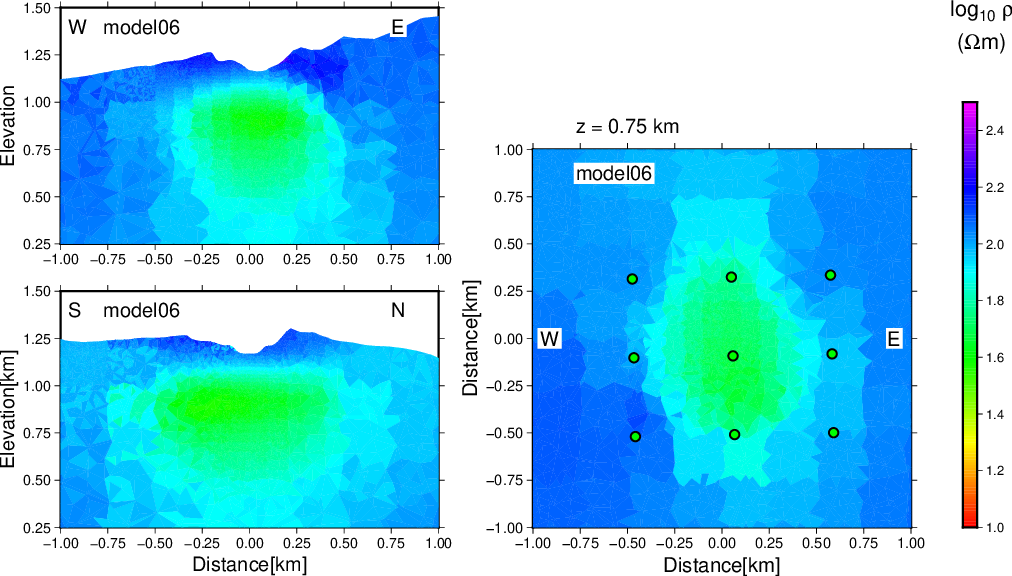 W model06 E
Elevation
1.50
1.25
1.00
0.75
0.50
0.25
−1.00 −0.75 −0.50 −0.25 0.00 0.25 0.50 0.75 1.00
S model06 N
Elevation[km]
1.50
1.25
1.00
0.75
0.50
0.25
−1.00 −0.75 −0.50 −0.25 0.00 0.25 0.50 0.75 1.00
Distance[km]
z = 0.75 km
model06
W E
Distance[km]
1.00
0.75
0.50
0.25
0.00
−0.25
−0.50
−0.75
−1.00
−1.00 −0.75 −0.50 −0.25 0.00 0.25 0.50 0.75 1.00
Distance[km]
log₁₀ ρ
(Ωm)
2.4
2.2
2.0
1.8
1.6
1.4
1.2
1.0